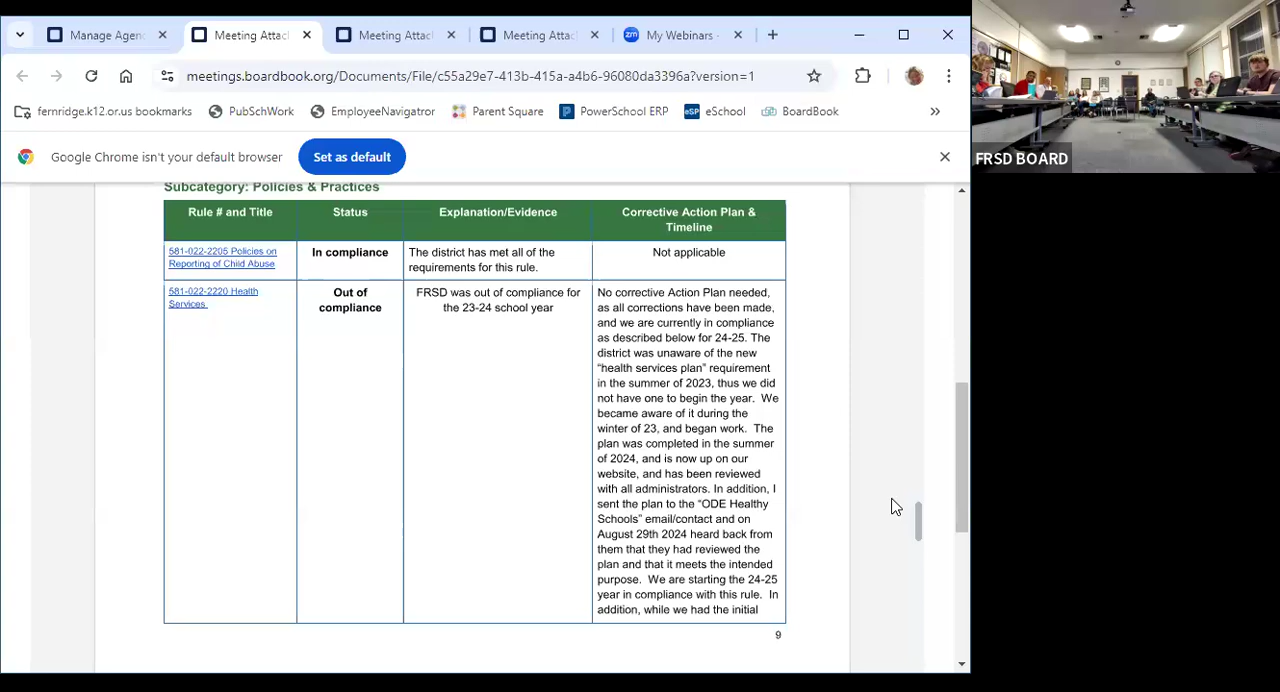 Manage Agen
Meeting Attac
Meeting Attac
Meeting Attac
My Webinars -
meetings.boardbook.org/Documents/File/c55a29e7-413b-415a-a4b6-96080da3396a?version=1
fernridge.k12.or.us bookmarks
PubSchWork
EmployeeNavigator
Parent Square
PowerSchool ERP
eSchool
BoardBook
Google Chrome isn't your default browser
Set as default
FRSD BOARD
Subcategory: Policies & Practices
Rule # and Title
Status
Explanation/Evidence
Corrective Action Plan &
Timeline
581-022-2205 Policies on
Reporting of Child Abuse
In compliance
The district has met all of the
requirements for this rule.
Not applicable
581-022-2220 Health
Services
Out of
compliance
FRSD was out of compliance for
the 23-24 school year
No corrective Action Plan needed,
as all corrections have been made,
and we are currently in compliance
as described below for 24-25. The
district was unaware of the new
“health services plan” requirement
in the summer of 2023, thus we did
not have one to begin the year. We
became aware of it during the
winter of 23, and began work. The
plan was completed in the summer
of 2024, and is now up on our
website, and has been reviewed
with all administrators. In addition, I
sent the plan to the “ODE Healthy
Schools” email/contact and on
August 29th 2024 heard back from
them that they had reviewed the
plan and that it meets the intended
purpose. We are starting the 24-25
year in compliance with this rule. In
addition, while we had the initial
9